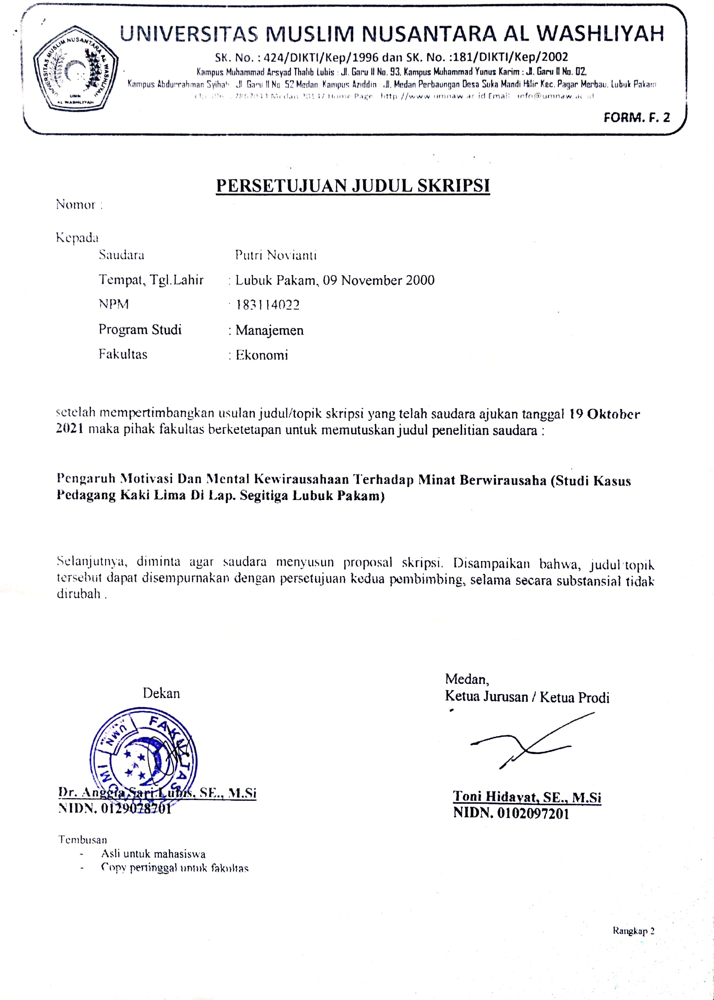 UNIVERSITAS MUSLIM NUSANTARA AL WASHLIYAH
SK. No. : 424/DIKTI/Kep/1996 dan SK. No. :181/DIKTI/Kep/2002
Kampus Muhammad Arsyad Thalib Lubis : Jl. Garu II No. 93, Kampus Muhammad Yunus Karim : Jl. Garu II No. 02,
Kampus Abdurrahman Syihab Jl Garu II No. 52 Medan, Kampus Aziddin : Jl. Medan Perbaungan Desa Suka Mandi Hilir Kec. Pagar Merbau, Lubuk Pakam
Medan 20147 Home Page http //www umnaw ac id Email info@umnaw.ac.id
UNIVERSITAS MUSLIM NUSANTARA AL WASHLIYAH
UMN
AL WASHLIYAH
FORM. F. 2
PERSETUJUAN JUDUL SKRIPSI
Nomor :
Kepada
Saudara Putri Novianti
Tempat, Tgl.Lahir : Lubuk Pakam, 09 November 2000
NPM : 183114022
Program Studi : Manajemen
Fakultas : Ekonomi
setelah mempertimbangkan usulan judul/topik skripsi yang telah saudara ajukan tanggal 19 Oktober
2021 maka pihak fakultas berketetapan untuk memutuskan judul penelitian saudara :
Pengaruh Motivasi Dan Mental Kewirausahaan Terhadap Minat Berwirausaha (Studi Kasus
Pedagang Kaki Lima Di Lap. Segitiga Lubuk Pakam)
Selanjutnya, diminta agar saudara menyusun proposal skripsi. Disampaikan bahwa, judul/topik
tersebut dapat disempurnakan dengan persetujuan kedua pembimbing, selama secara substansial tidak
dirubah .
Medan,
Dekan
Ketua Jurusan / Ketua Prodi
UMN FAKULTAS
Dr. Anggia Sari Lubis, SE., M.Si
NIDN. 0129078701
Toni Hidayat, SE., M.Si
NIDN. 0102097201
Tembusan
- Asli untuk mahasiswa
- Copy pertinggal untuk fakultas
Rangkap 2